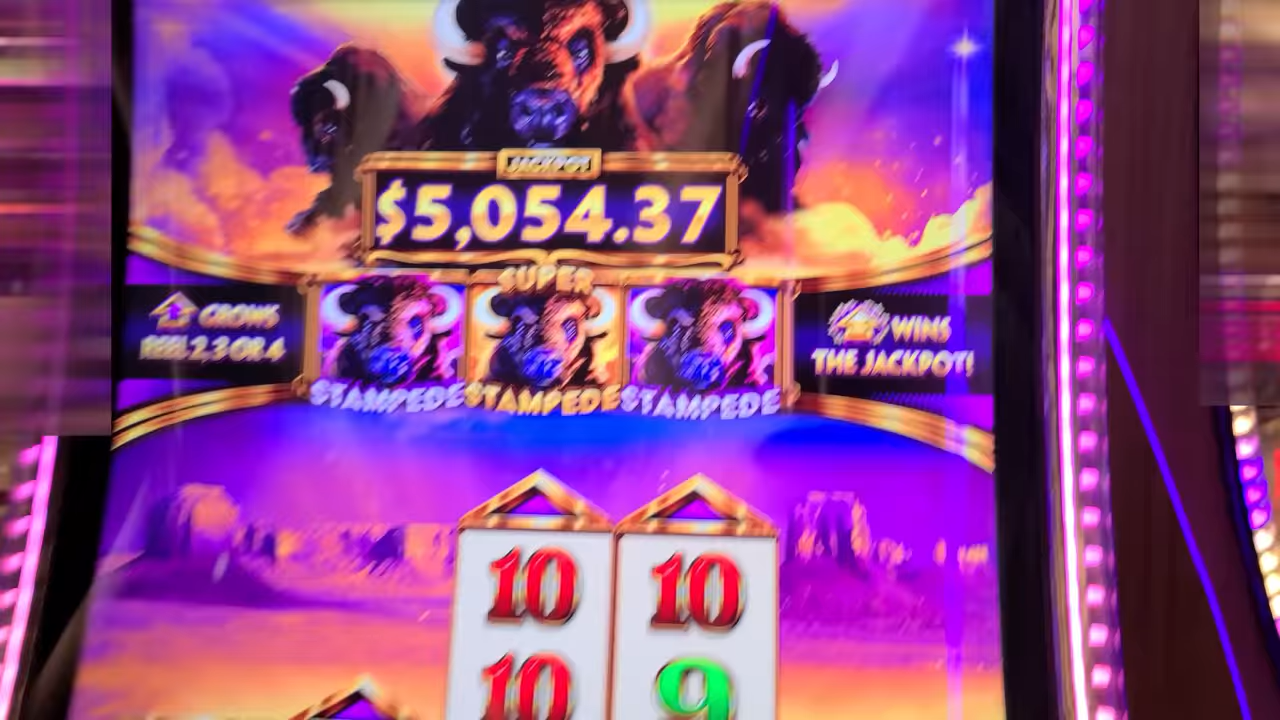 JACKPOT
$5,054.37
SUPER
GROWS
REEL 2, 3 OR 4
WINS
THE JACKPOT!
STAMPEDE STAMPEDE STAMPEDE
10 10
10 9